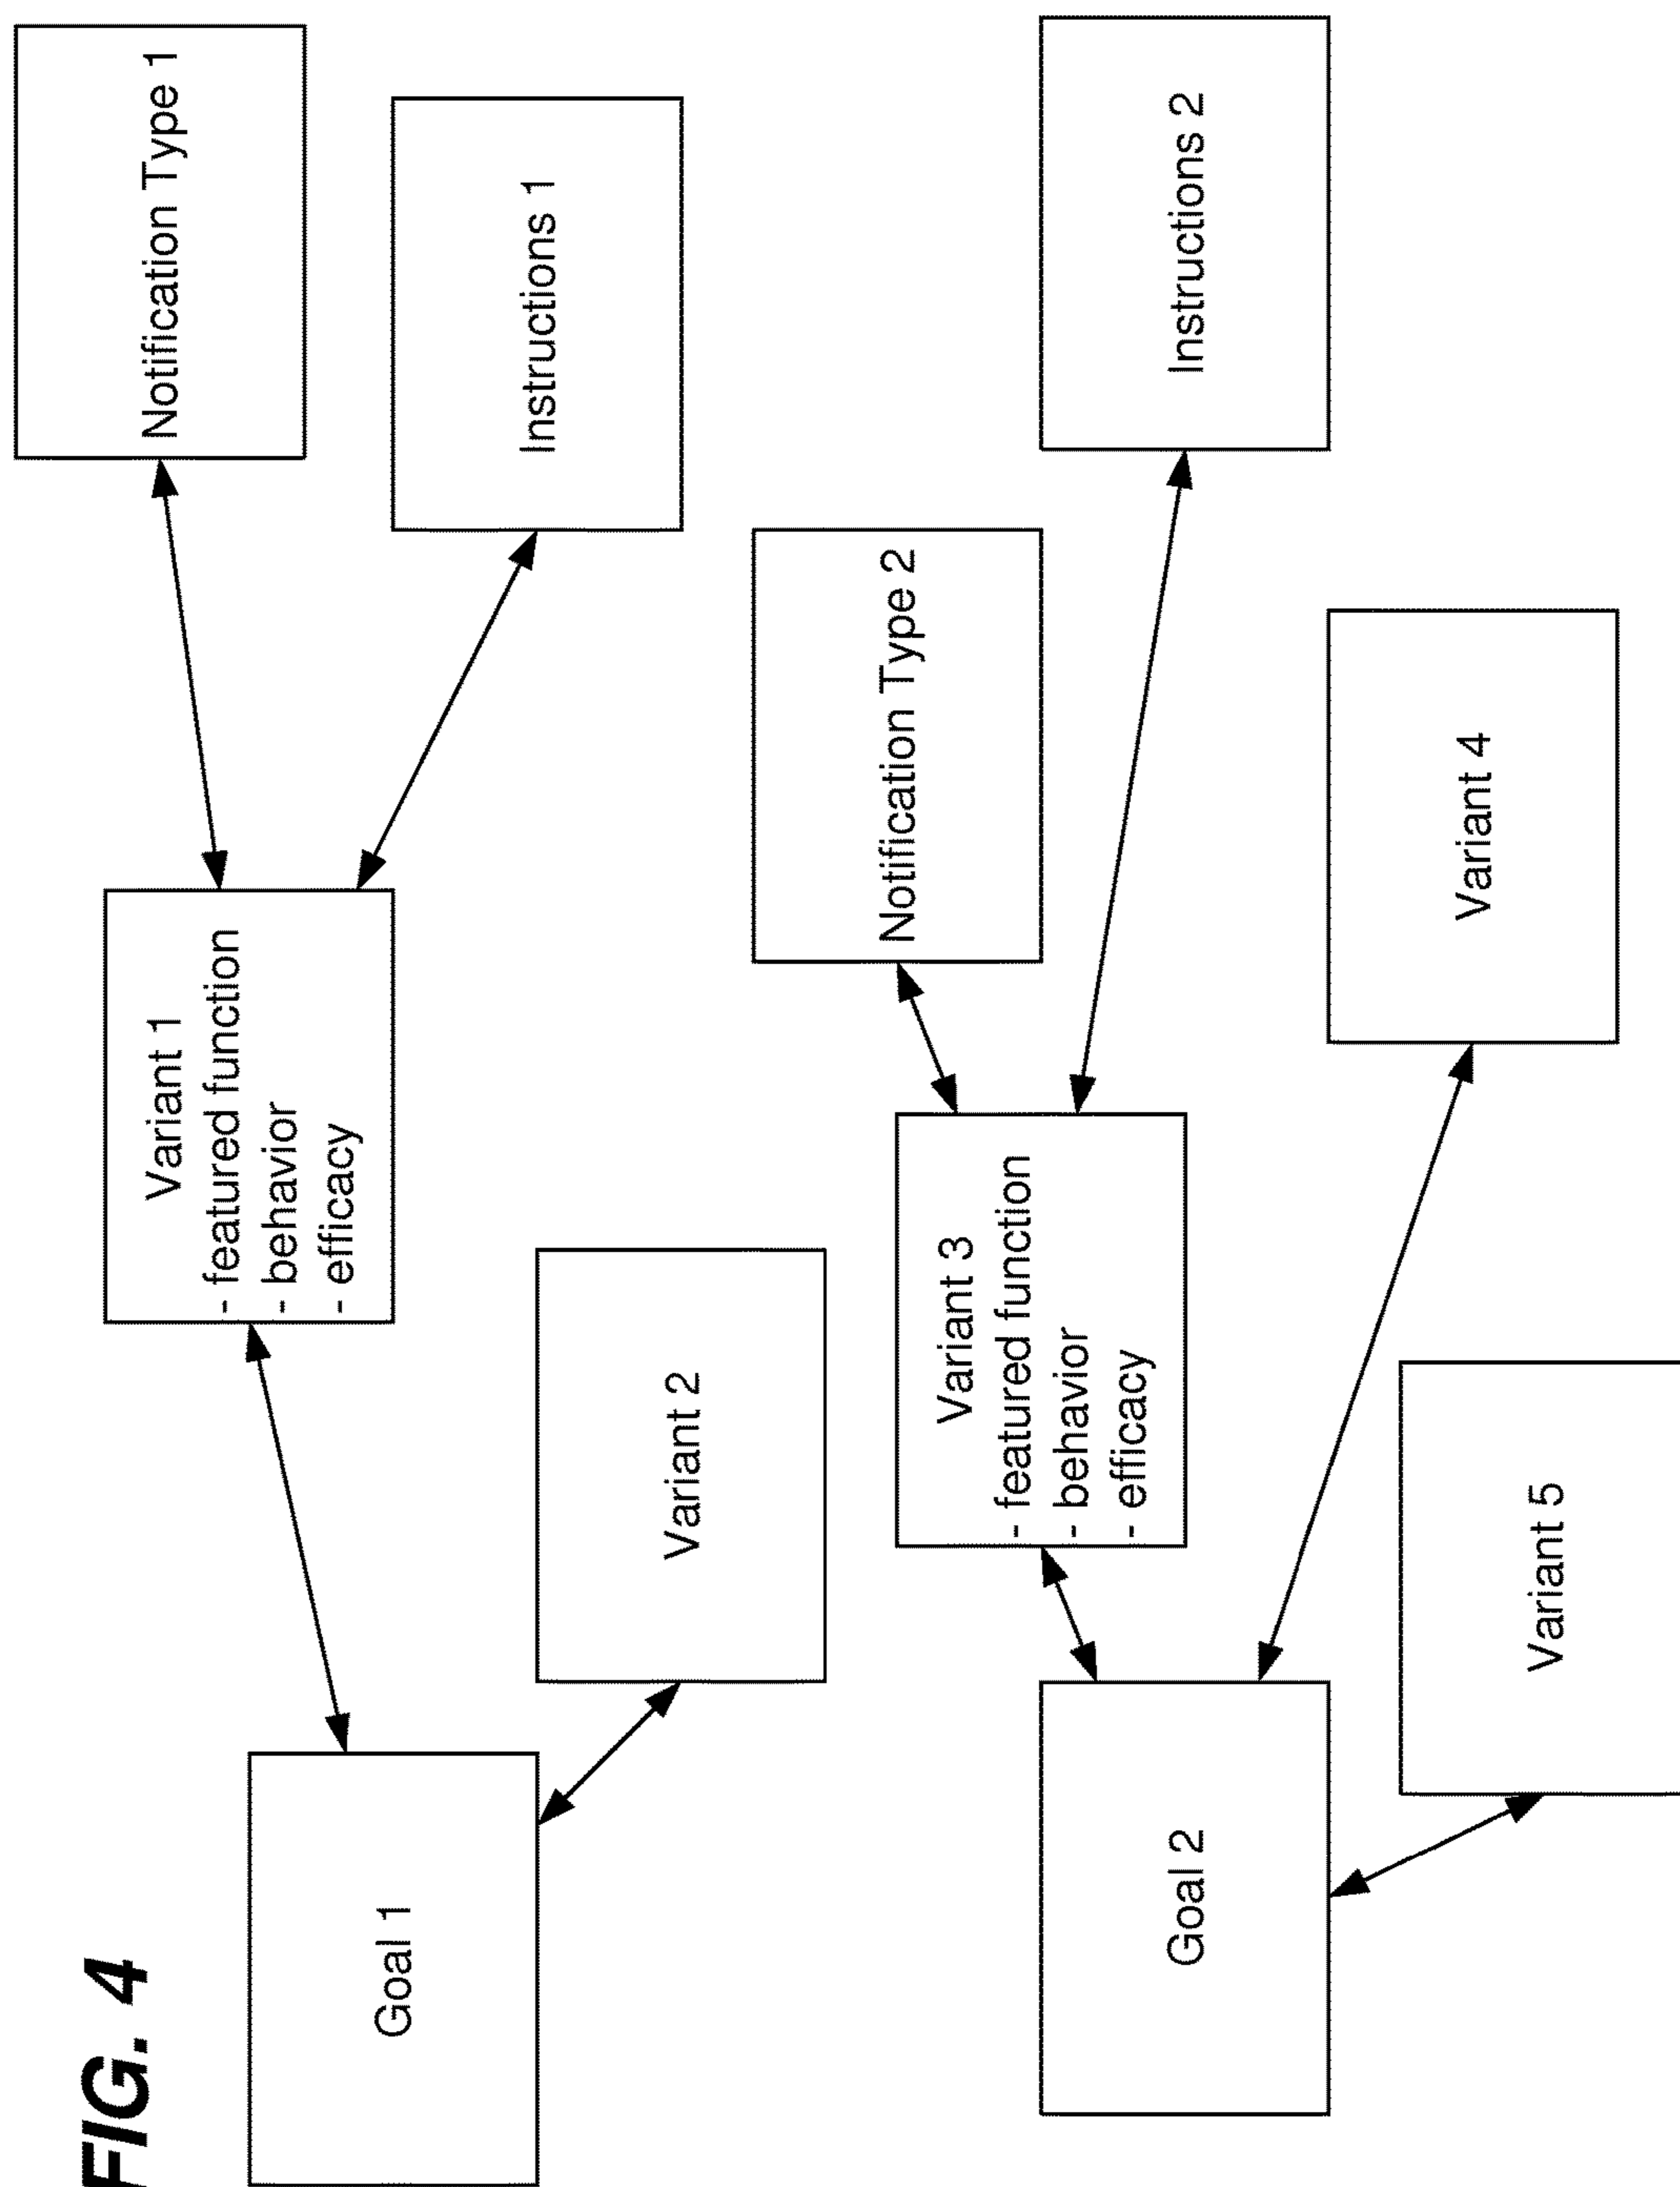 FIG. 4
Goal 1
Variant 1
- featured function
- behavior
- efficacy
Notification Type 1
Instructions 1
Variant 2
Goal 2
Variant 3
- featured function
- behavior
- efficacy
Notification Type 2
Instructions 2
Variant 4
Variant 5